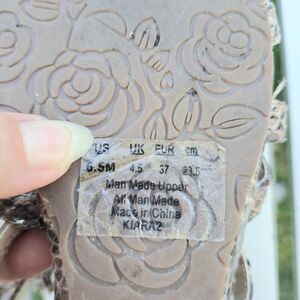 US UK EUR cm
6.5M 4.5 37 23.5
Man Made Upper
All Man Made
Made in China
KIARA2